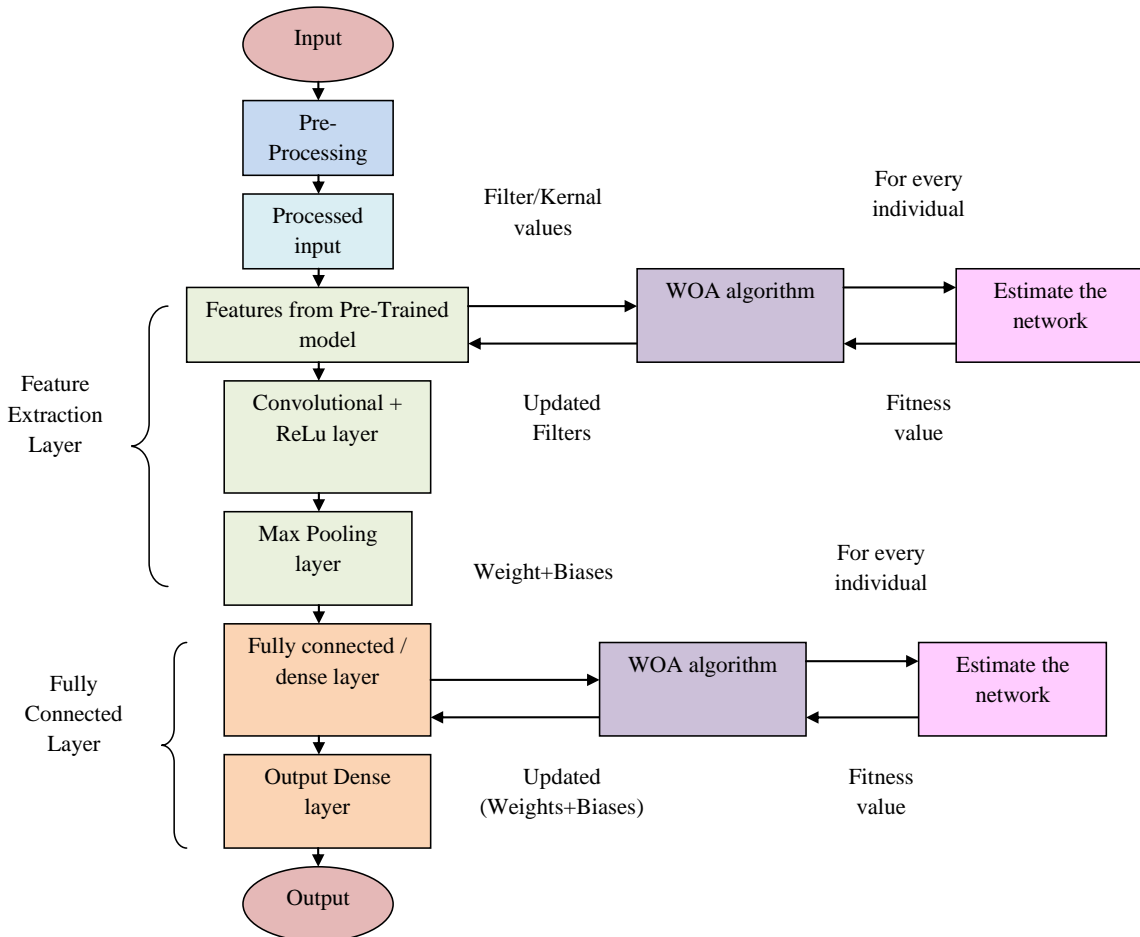 Input
Pre-
Processing
Processed
input
Filter/Kernal
values
For every
individual
Features from Pre-Trained
model
WOA algorithm
Estimate the
network
Feature
Extraction
Layer
Convolutional +
ReLu layer
Updated
Filters
Fitness
value
Max Pooling
layer
Weight+Biases
For every
individual
Fully connected /
dense layer
WOA algorithm
Estimate the
network
Fully
Connected
Layer
Output Dense
layer
Updated
(Weights+Biases)
Fitness
value
Output